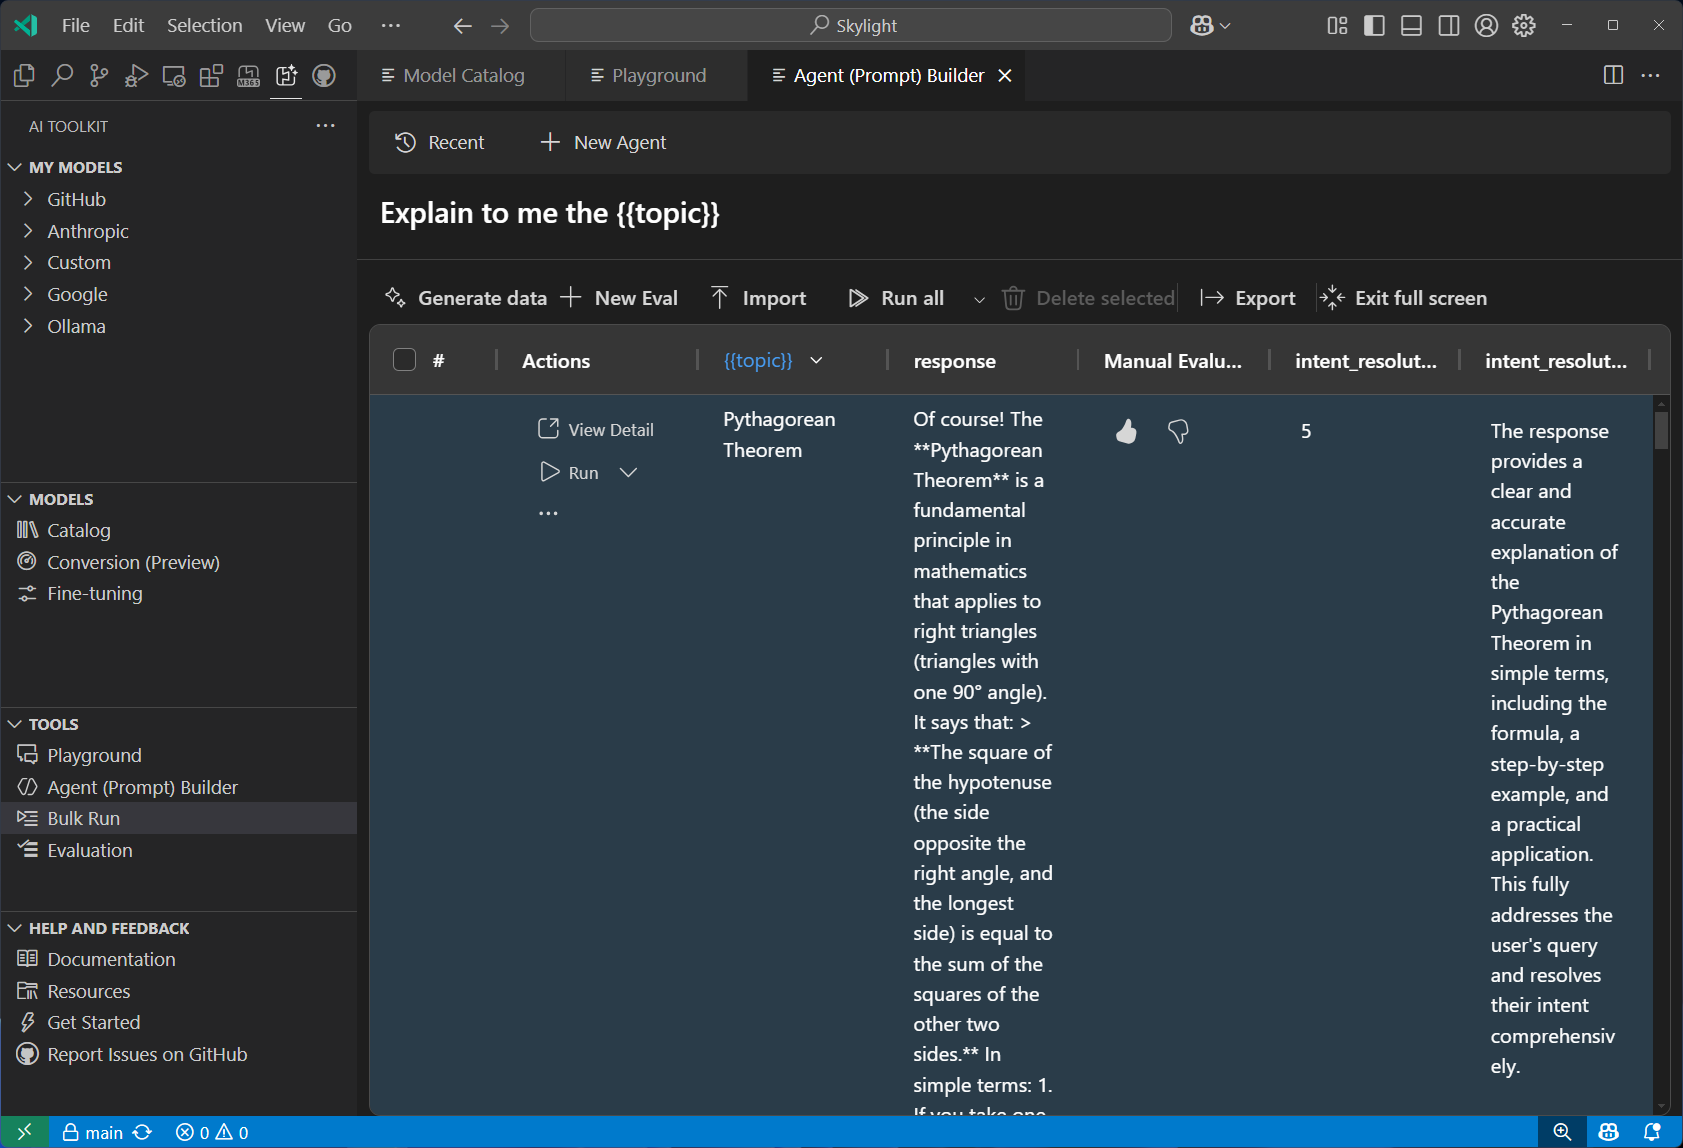 File Edit Selection View Go ··· Skylight
Model Catalog Playground Agent (Prompt) Builder
AI TOOLKIT
MY MODELS
GitHub
Anthropic
Custom
Google
Ollama
MODELS
Catalog
Conversion (Preview)
Fine-tuning
TOOLS
Playground
Agent (Prompt) Builder
Bulk Run
Evaluation
HELP AND FEEDBACK
Documentation
Resources
Get Started
Report Issues on GitHub
Recent New Agent
Explain to me the {{topic}}
Generate data New Eval Import Run all Delete selected Export Exit full screen
# Actions {{topic}} response Manual Evalu... intent_resolut... intent_resolut...
View Detail
Run
...
Pythagorean
Theorem
Of course! The
**Pythagorean
Theorem** is a
fundamental
principle in
mathematics
that applies to
right triangles
(triangles with
one 90° angle).
It says that: >
**The square of
the hypotenuse
(the side
opposite the
right angle, and
the longest
side) is equal to
the sum of the
squares of the
other two
sides.** In
simple terms: 1.
If you take one
5
The response
provides a
clear and
accurate
explanation of
the
Pythagorean
Theorem in
simple terms,
including the
formula, a
step-by-step
example, and
a practical
application.
This fully
addresses the
user's query
and resolves
their intent
comprehensiv
ely.
main 0 0